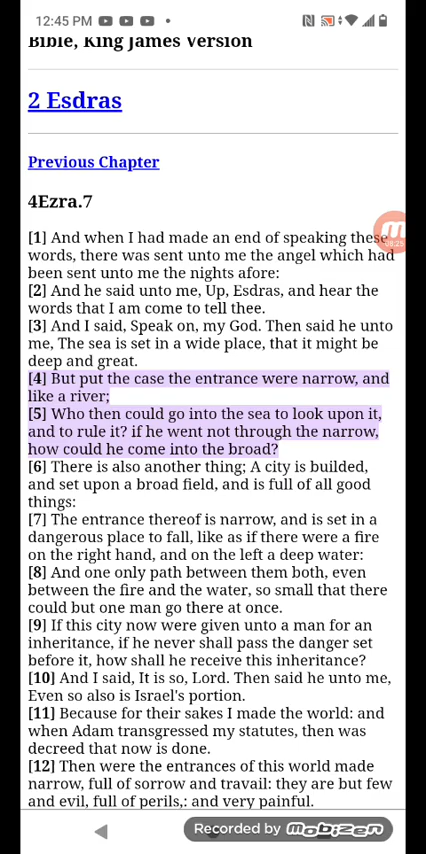 12:45 PM
Bible, King James Version
2 Esdras
Previous Chapter
4Ezra.7
[1] And when I had made an end of speaking these
words, there was sent unto me the angel which had
been sent unto me the nights afore:
[2] And he said unto me, Up, Esdras, and hear the
words that I am come to tell thee.
[3] And I said, Speak on, my God. Then said he unto
me, The sea is set in a wide place, that it might be
deep and great.
[4] But put the case the entrance were narrow, and
like a river;
[5] Who then could go into the sea to look upon it,
and to rule it? if he went not through the narrow,
how could he come into the broad?
[6] There is also another thing; A city is builded,
and set upon a broad field, and is full of all good
things:
[7] The entrance thereof is narrow, and is set in a
dangerous place to fall, like as if there were a fire
on the right hand, and on the left a deep water:
[8] And one only path between them both, even
between the fire and the water, so small that there
could but one man go there at once.
[9] If this city now were given unto a man for an
inheritance, if he never shall pass the danger set
before it, how shall he receive this inheritance?
[10] And I said, It is so, Lord. Then said he unto me,
Even so also is Israel's portion.
[11] Because for their sakes I made the world: and
when Adam transgressed my statutes, then was
decreed that now is done.
[12] Then were the entrances of this world made
narrow, full of sorrow and travail: they are but few
and evil, full of perils,: and very painful.
Recorded by mobizen